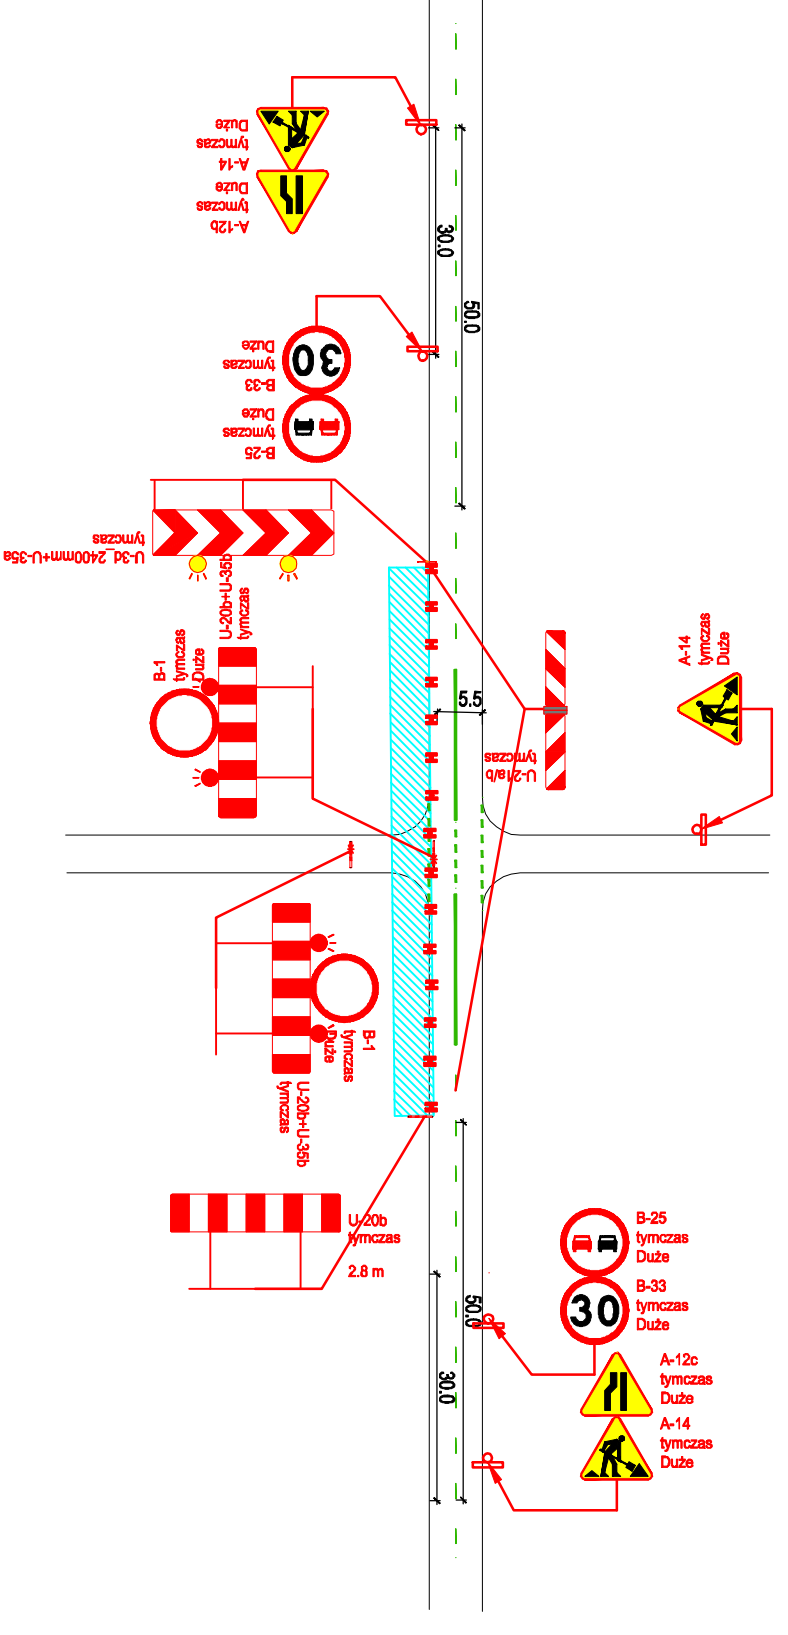 Duże
tymczas
A-14
Duże
tymczas
A-12b
30.0
50.0
30
Duże
tymczas
B-33
Duże
tymczas
B-25
tymczas
U-3d_2400mm+U-35a
U-20b+U-35b
tymczas
B-1
tymczas
Duże
5.5
tymczas
U-21a/b
A-14
tymczas
Duże
B-1
tymczas
Duże
U-20b+U-35b
tymczas
U-20b
tymczas
2.8 m
B-25
tymczas
Duże
30
B-33
tymczas
Duże
50.0
30.0
A-12c
tymczas
Duże
A-14
tymczas
Duże